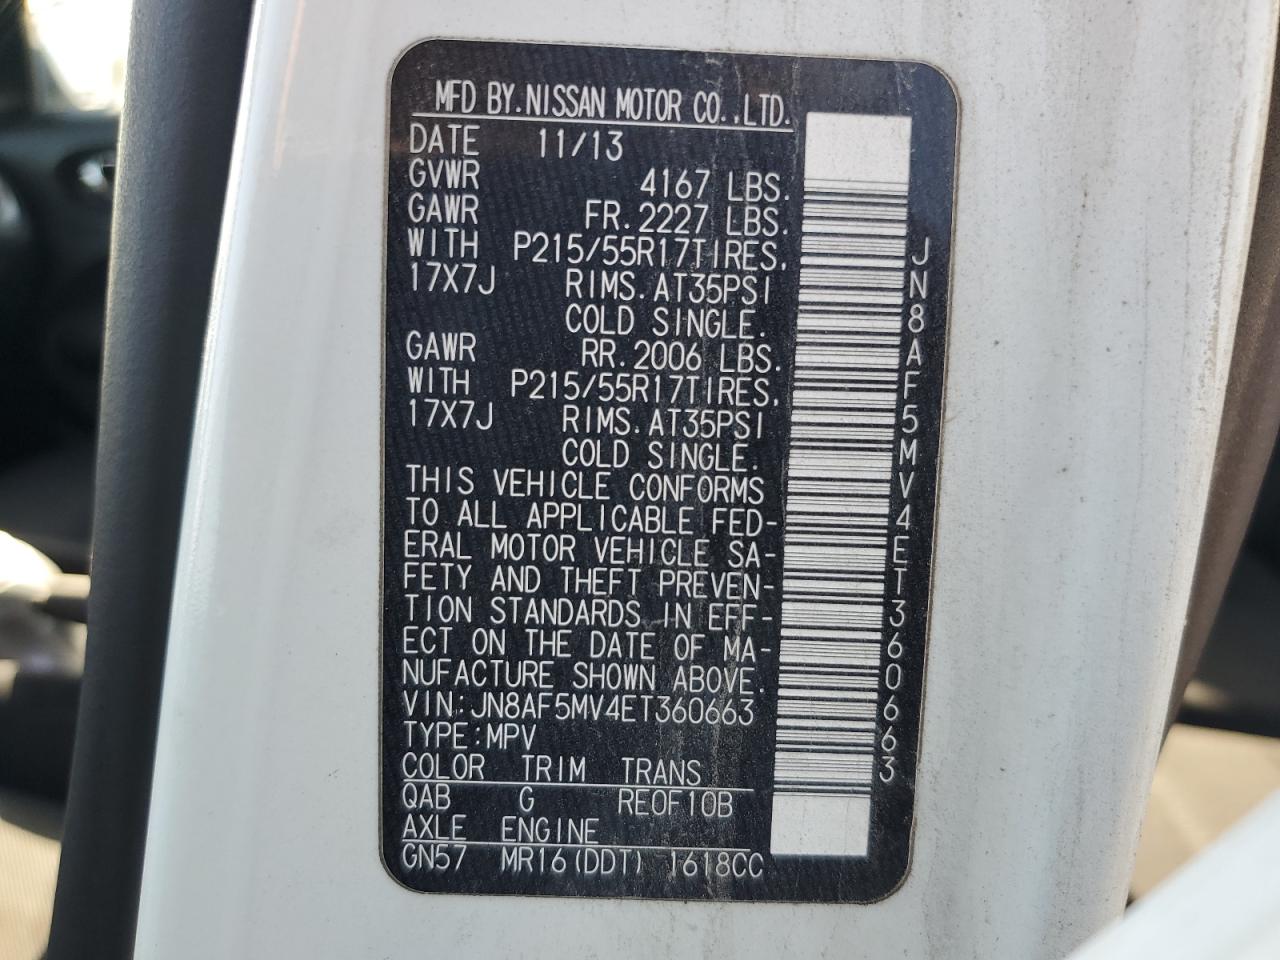 MFD BY.NISSAN MOTOR CO.,LTD.
DATE 11/13
GVWR 4167 LBS.
GAWR FR.2227 LBS.
WITH P215/55R17TIRES.
17X7J RIMS.AT35PSI
COLD SINGLE.
GAWR RR.2006 LBS.
WITH P215/55R17TIRES.
17X7J RIMS.AT35PSI
COLD SINGLE.
THIS VEHICLE CONFORMS
TO ALL APPLICABLE FED-
ERAL MOTOR VEHICLE SA-
FETY AND THEFT PREVEN-
TION STANDARDS IN EFF-
ECT ON THE DATE OF MA-
NUFACTURE SHOWN ABOVE.
VIN:JN8AF5MV4ET360663
TYPE:MPV
COLOR TRIM TRANS
QAB G RE0F10B
AXLE ENGINE
GN57 MR16(DDT) 1618CC
JN8AF5MV4ET360663